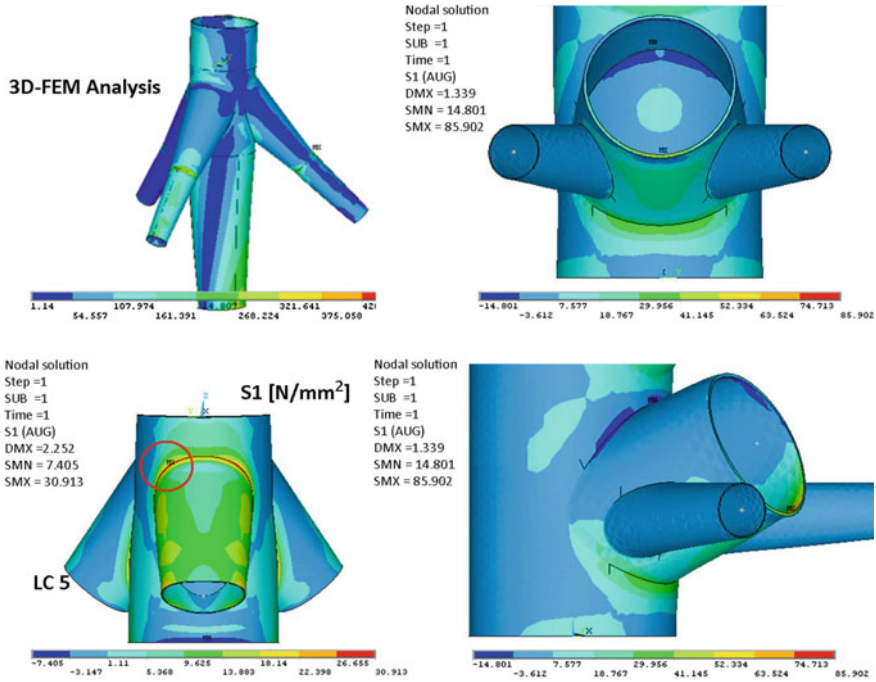 3D-FEM Analysis
1.14 107.974 321.641 428
54.557 161.391 268.224 375.058
Nodal solution
Step =1
SUB =1
Time =1
S1 (AUG)
DMX =1.339
SMN = 14.801
SMX = 85.902
MX
-14.801 7.577 29.956 52.334 74.713
-3.612 18.767 41.145 63.524 85.902
Nodal solution
Step =1
SUB =1
Time =1
S1 (AUG)
DMX =2.252
SMN =7.405
SMX =30.913
S1 [N/mm²]
LC 5
-7.405 1.11 9.625 18.14 26.655
-3.147 5.368 13.883 22.398 30.913
Nodal solution
Step =1
SUB =1
Time =1
S1 (AUG)
DMX =1.339
SMN =14.801
SMX =85.902
X
-14.801 7.577 29.956 52.334 74.713
-3.612 18.767 41.145 63.524 85.902